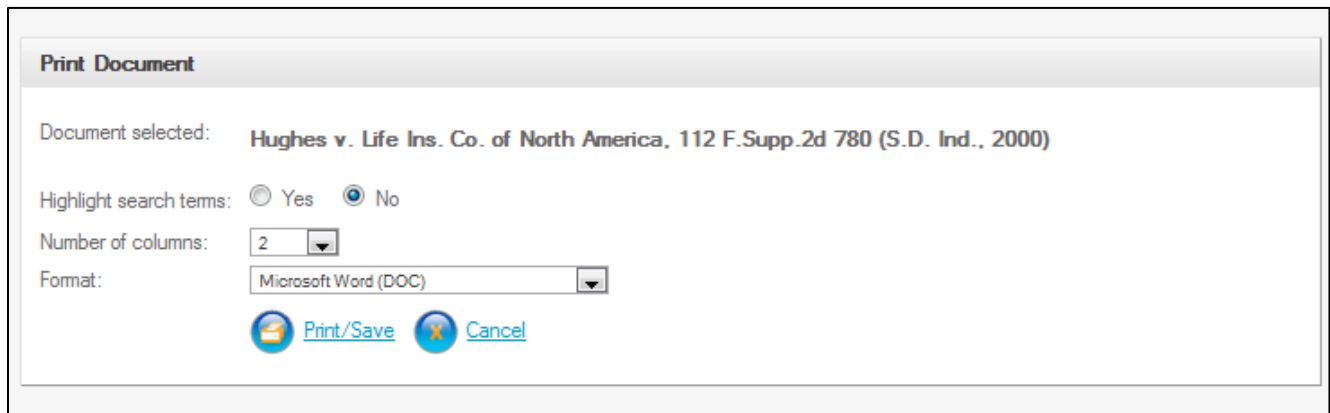 Print Document
Document selected: Hughes v. Life Ins. Co. of North America, 112 F.Supp.2d 780 (S.D. Ind., 2000)
Highlight search terms: Yes No
Number of columns: 2
Format: Microsoft Word (DOC)
Print/Save Cancel